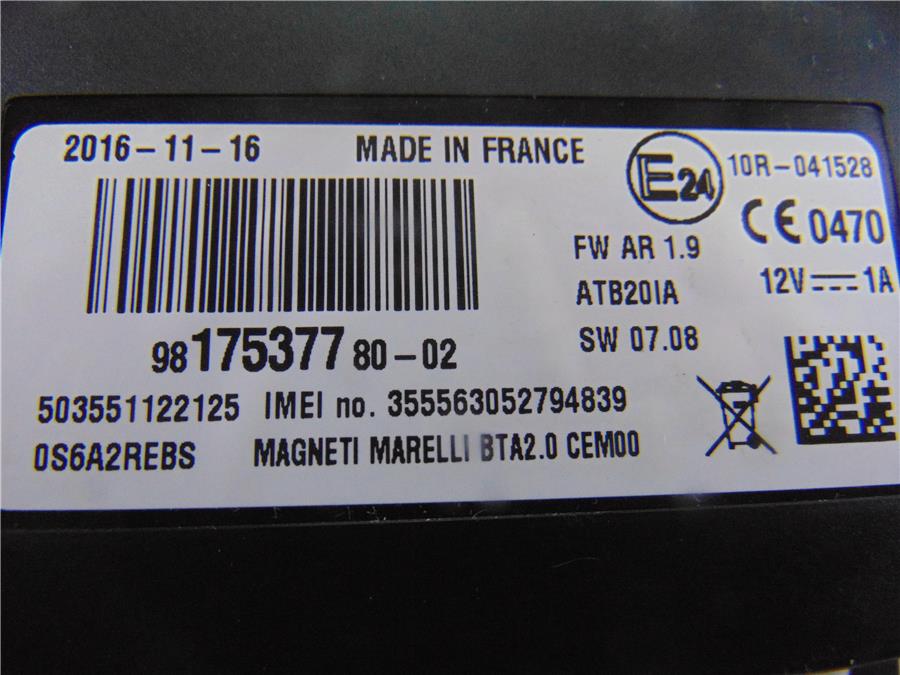 2016-11-16 MADE IN FRANCE
E24 10R-041528
CE 0470
FW AR 1.9
12V 1A
ATB20IA
SW 07.08
98 175377 80-02
503551122125 IMEI no. 355563052794839
0S6A2REBS MAGNETI MARELLI BTA2.0 CEM00